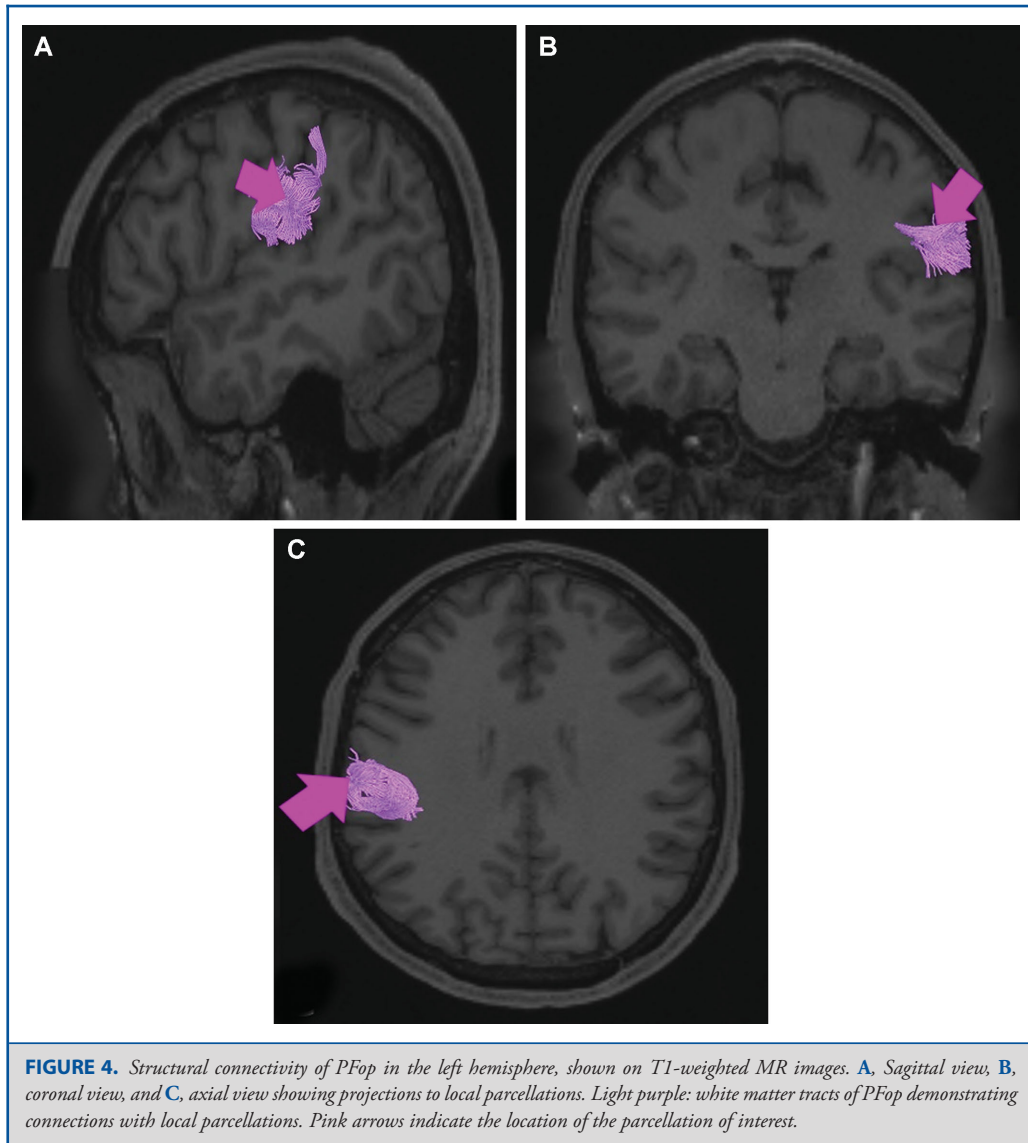 A
B
C
FIGURE 4. Structural connectivity of PFop in the left hemisphere, shown on T1-weighted MR images. A, Sagittal view, B,
coronal view, and C, axial view showing projections to local parcellations. Light purple: white matter tracts of PFop demonstrating
connections with local parcellations. Pink arrows indicate the location of the parcellation of interest.